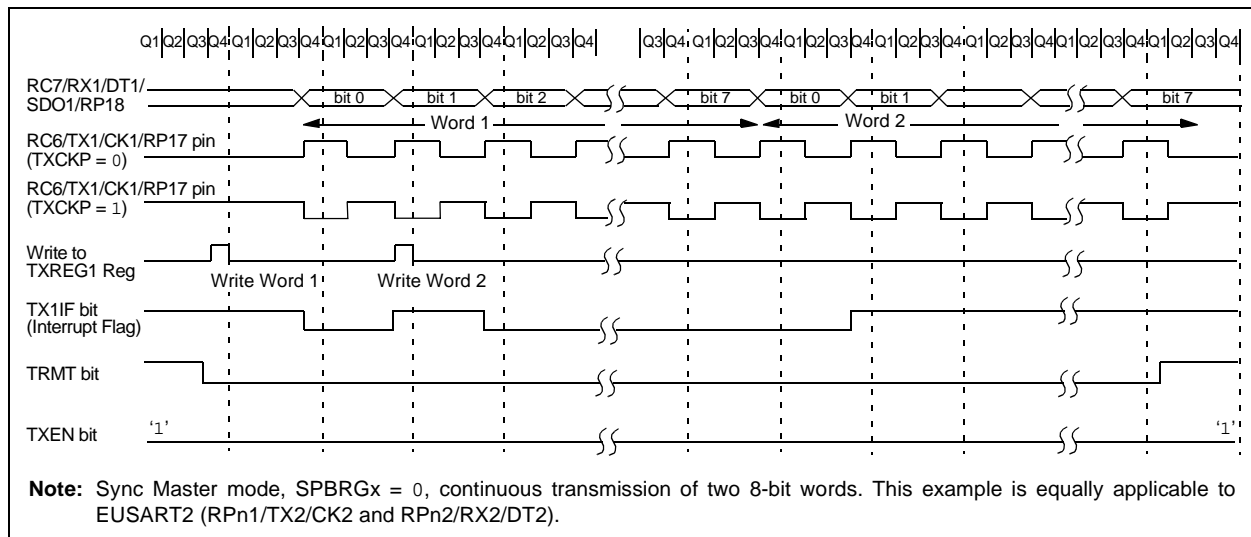 Q1 Q2 Q3 Q4 Q1 Q2 Q3 Q4 Q1 Q2 Q3 Q4 Q1 Q2 Q3 Q4 Q1 Q2 Q3 Q4 Q3 Q4 Q1 Q2 Q3 Q4 Q1 Q2 Q3 Q4 Q1 Q2 Q3 Q4 Q1 Q2 Q3 Q4 Q1 Q2 Q3 Q4 Q1 Q2 Q3 Q4
RC7/RX1/DT1/
SDO1/RP18
bit 0 bit 1 bit 2 bit 7 bit 0 bit 1 bit 7
Word 1 Word 2
RC6/TX1/CK1/RP17 pin
(TXCKP = 0)
RC6/TX1/CK1/RP17 pin
(TXCKP = 1)
Write to
TXREG1 Reg
Write Word 1 Write Word 2
TX1IF bit
(Interrupt Flag)
TRMT bit
TXEN bit
‘1’ ‘1’
Note: Sync Master mode, SPBRGx = 0, continuous transmission of two 8-bit words. This example is equally applicable to
EUSART2 (RPn1/TX2/CK2 and RPn2/RX2/DT2).